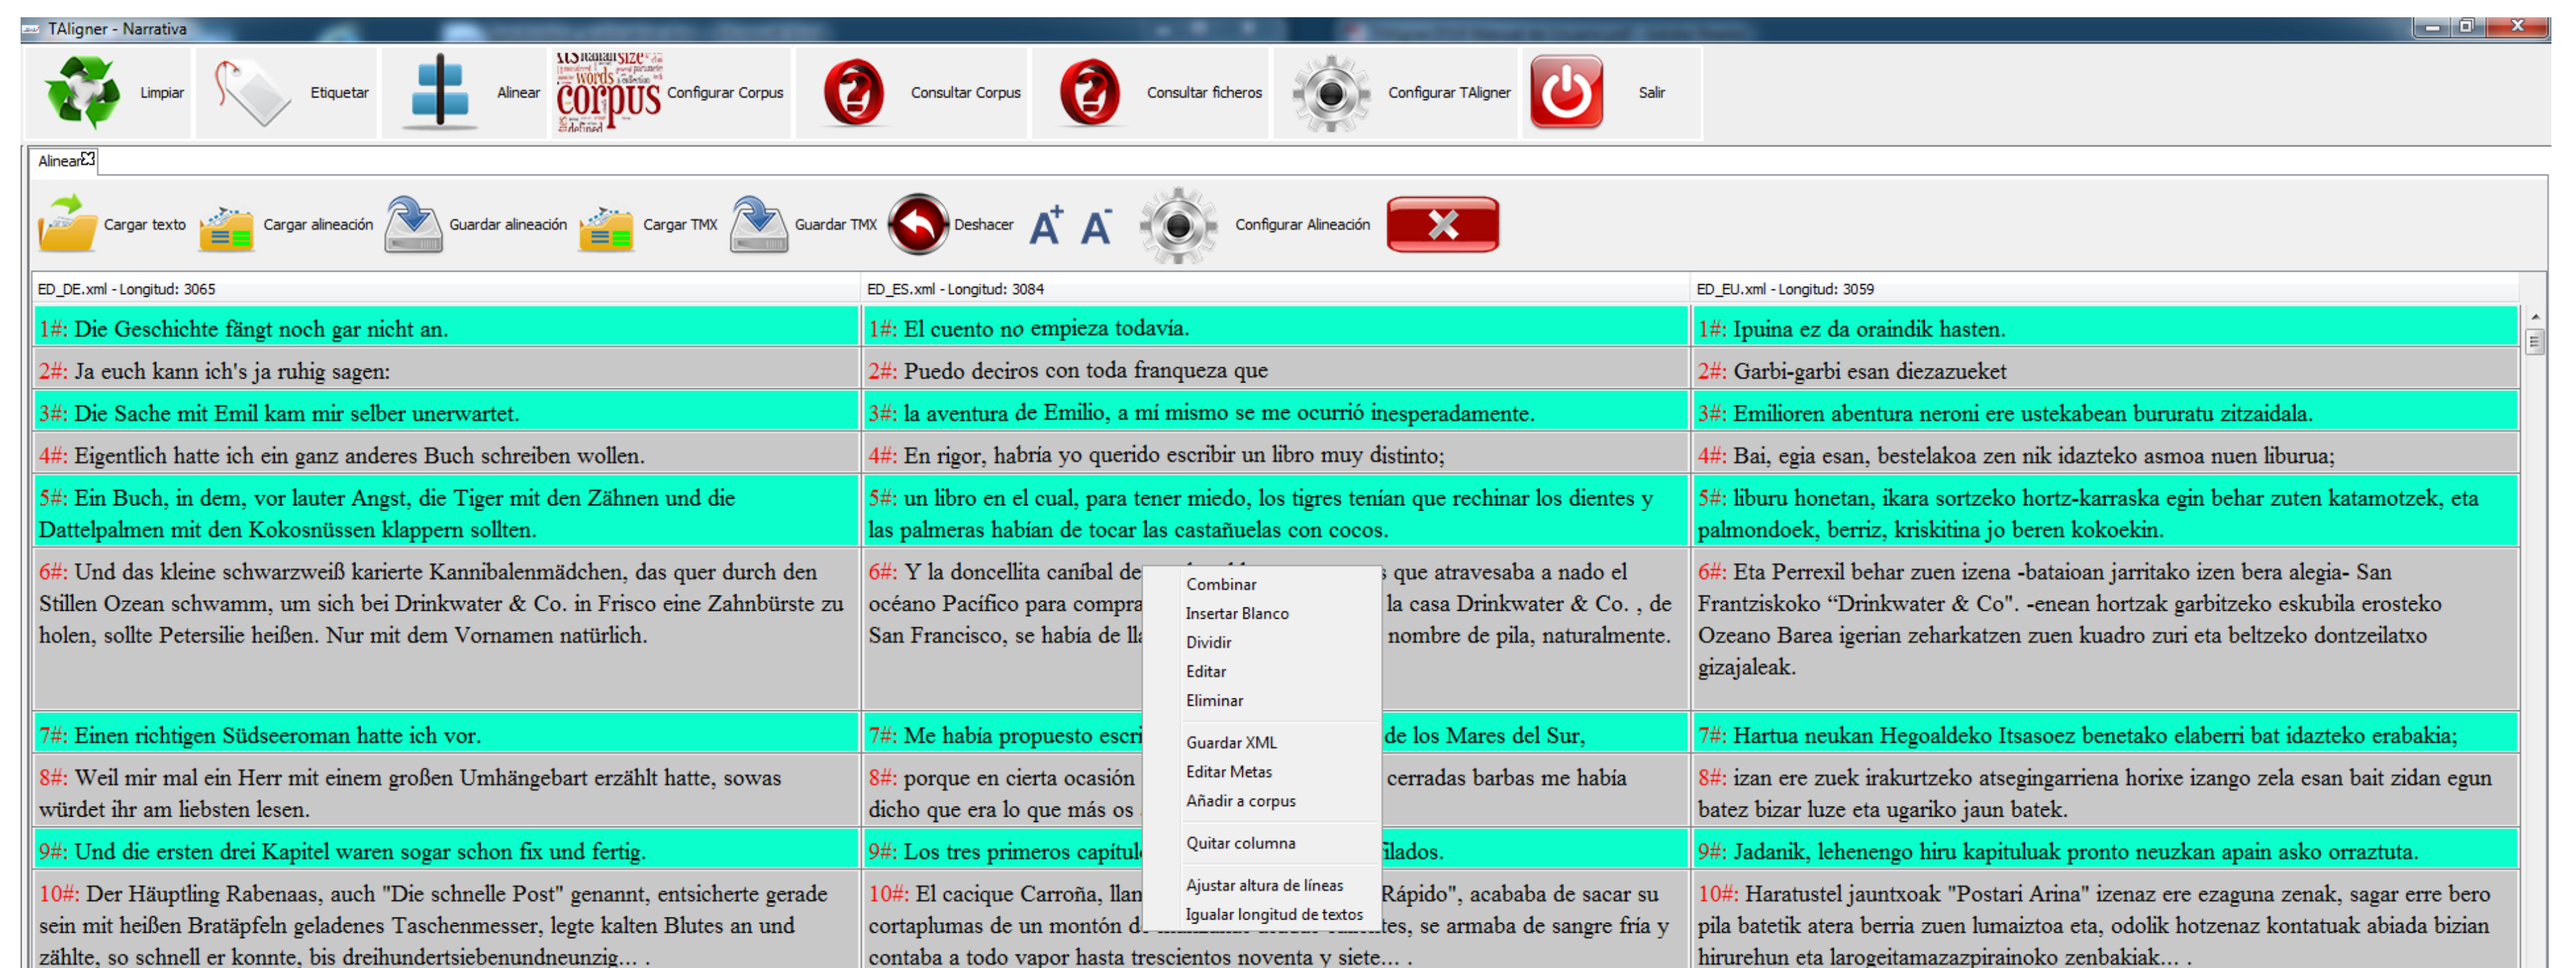 TAligner - Narrativa
Limpiar
Etiquetar
Alinear
size
words
collection
corpus
defined
Configurar Corpus
Consultar Corpus
Consultar ficheros
Configurar TAligner
Salir
Alinear
Cargar texto
Cargar alineación
Guardar alineación
Cargar TMX
Guardar TMX
Deshacer
A+
A-
Configurar Alineación
ED_DE.xml - Longitud: 3065
ED_ES.xml - Longitud: 3084
ED_EU.xml - Longitud: 3059
1#: Die Geschichte fängt noch gar nicht an.
1#: El cuento no empieza todavía.
1#: Ipuina ez da oraindik hasten.
2#: Ja euch kann ich's ja ruhig sagen:
2#: Puedo deciros con toda franqueza que
2#: Garbi-garbi esan diezazueket
3#: Die Sache mit Emil kam mir selber unerwartet.
3#: la aventura de Emilio, a mí mismo se me ocurrió inesperadamente.
3#: Emilioren abentura neroni ere ustekabean bururatu zitzaidala.
4#: Eigentlich hatte ich ein ganz anderes Buch schreiben wollen.
4#: En rigor, habría yo querido escribir un libro muy distinto;
4#: Bai, egia esan, bestelakoa zen nik idazteko asmoa nuen liburua;
5#: Ein Buch, in dem, vor lauter Angst, die Tiger mit den Zähnen und die
Dattelpalmen mit den Kokosnüssen klappern sollten.
5#: un libro en el cual, para tener miedo, los tigres tenían que rechinar los dientes y
las palmeras habían de tocar las castañuelas con cocos.
5#: liburu honetan, ikara sortzeko hortz-karraska egin behar zuten katamotzek, eta
palmondoek, berriz, kriskitina jo beren kokoekin.
6#: Und das kleine schwarzweiß karierte Kannibalenmädchen, das quer durch den
Stillen Ozean schwamm, um sich bei Drinkwater & Co. in Frisco eine Zahnbürste zu
holen, sollte Petersilie heißen. Nur mit dem Vornamen natürlich.
6#: Y la doncellita caníbal de que atravesaba a nado el
océano Pacífico para compra la casa Drinkwater & Co. , de
San Francisco, se había de lla nombre de pila, naturalmente.
6#: Eta Perrexil behar zuen izena -bataioan jarritako izen bera alegia- San
Frantziskoko “Drinkwater & Co". -enean hortzak garbitzeko eskubila erosteko
Ozeano Barea igerian zeharkatzen zuen kuadro zuri eta beltzeko dontzeilatxo
gizajaleak.
7#: Einen richtigen Südseeroman hatte ich vor.
7#: Me había propuesto escri de los Mares del Sur,
7#: Hartua neukan Hegoaldeko Itsasoez benetako elaberri bat idazteko erabakia;
8#: Weil mir mal ein Herr mit einem großen Umhängebart erzählt hatte, sowas
würdet ihr am liebsten lesen.
8#: porque en cierta ocasión cerradas barbas me había
dicho que era lo que más os
8#: izan ere zuek irakurtzeko atsegingarriena horixe izango zela esan bait zidan egun
batez bizar luze eta ugariko jaun batek.
9#: Und die ersten drei Kapitel waren sogar schon fix und fertig.
9#: Los tres primeros capítul filados.
9#: Jadanik, lehenengo hiru kapituluak pronto neuzkan apain asko orraztuta.
10#: Der Häuptling Rabenaas, auch "Die schnelle Post" genannt, entsicherte gerade
sein mit heißen Bratäpfeln geladenes Taschenmesser, legte kalten Blutes an und
zählte, so schnell er konnte, bis dreihundertsiebenundneunzig... .
10#: El cacique Carroña, llan Rápido", acababa de sacar su
cortaplumas de un montón d tes, se armaba de sangre fría y
contaba a todo vapor hasta trescientos noventa y siete... .
10#: Haratustel jauntxoak "Postari Arina" izenaz ere ezaguna zenak, sagar erre bero
pila batetik atera berria zuen lumaiztoa eta, odolik hotzenaz kontatuak abiada bizian
hirurehun eta larogeitamazazpirainoko zenbakiak... .
Combinar
Insertar Blanco
Dividir
Editar
Eliminar
Guardar XML
Editar Metas
Añadir a corpus
Quitar columna
Ajustar altura de líneas
Igualar longitud de textos